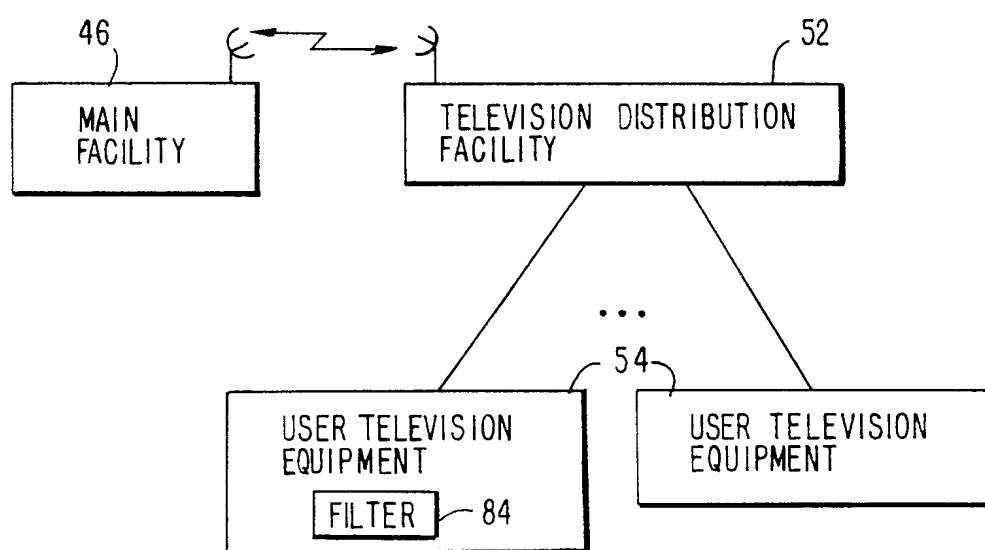 46
52
MAIN
FACILITY
TELEVISION DISTRIBUTION
FACILITY
...
54
USER TELEVISION
EQUIPMENT
FILTER
84
USER TELEVISION
EQUIPMENT